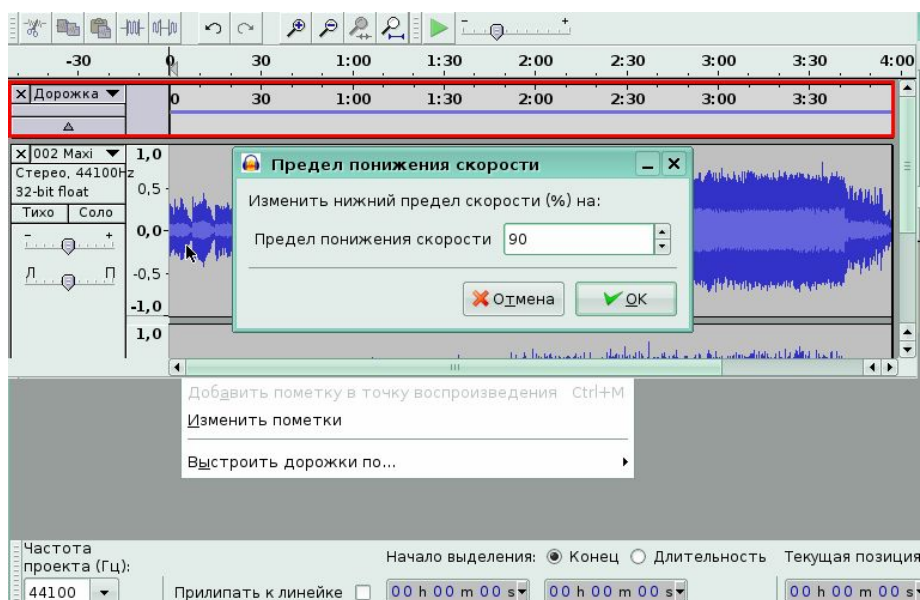 -30 0 30 1:00 1:30 2:00 2:30 3:00 3:30 4:00
Дорожка
0 30 1:00 1:30 2:00 2:30 3:00 3:30
002 Maxi
Стерео, 44100Hz
32-bit float
Тихо Соло
- +
Л П
1,0
0,5
0,0
-0,5
-1,0
1,0
Предел понижения скорости
Изменить нижний предел скорости (%) на:
Предел понижения скорости 90
Отмена OK
Добавить пометку в точку воспроизведения Ctrl+M
Изменить пометки
Выстроить дорожки по...
Частота
проекта (Гц):
44100
Прилипать к линейке
Начало выделения: Конец Длительность Текущая позиция
00 h 00 m 00 s 00 h 00 m 00 s 00 h 00 m 00 s